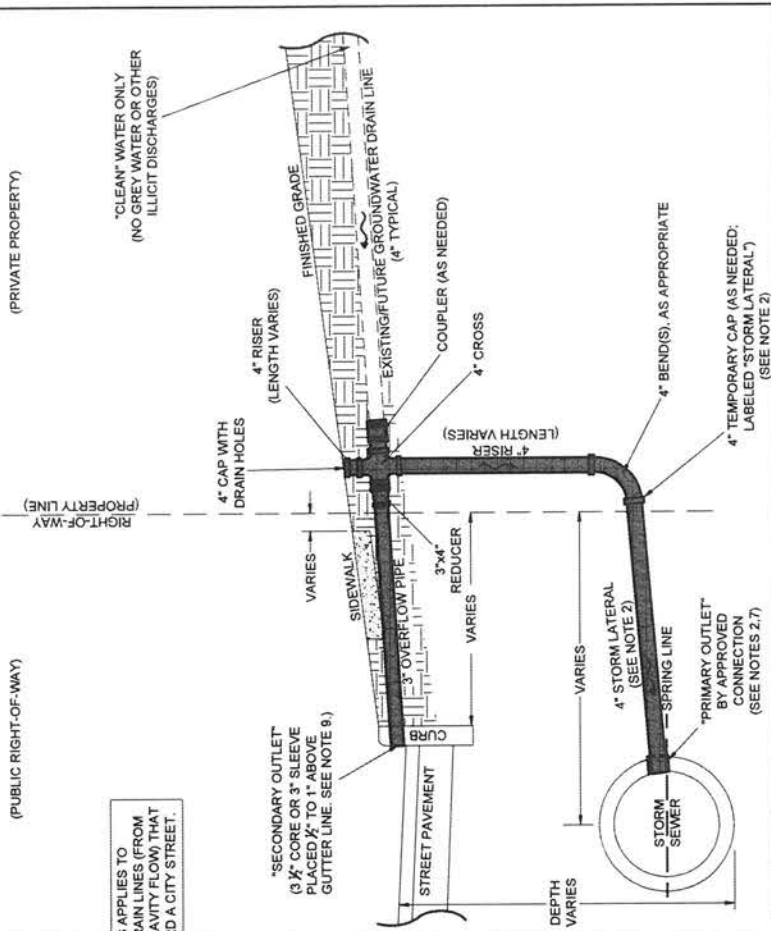 (PUBLIC RIGHT-OF-WAY)
(PRIVATE PROPERTY)
RIGHT-OF-WAY
(PROPERTY LINE)
S APPLIES TO
RAIN LINES (FROM
AVITY FLOW) THAT
RD A CITY STREET.
"CLEAN" WATER ONLY
(NO GREY WATER OR OTHER
ILLICIT DISCHARGES)
4" CAP WITH
DRAIN HOLES
4" RISER
(LENGTH VARIES)
FINISHED GRADE
EXISTING/FUTURE GROUNDWATER DRAIN LINE
(4" TYPICAL)
VARIES
SIDEWALK
"SECONDARY OUTLET"
(3 ½" CORE OR 3" SLEEVE
PLACED ½" TO 1" ABOVE
GUTTER LINE. SEE NOTE 9.)
3" OVERFLOW PIPE
3"x4"
REDUCER
COUPLER (AS NEEDED)
4" CROSS
CURB
STREET PAVEMENT
VARIES
4" RISER
(LENGTH VARIES)
VARIES
4" BEND(S), AS APPROPRIATE
4" TEMPORARY CAP (AS NEEDED;
LABELED "STORM LATERAL")
(SEE NOTE 2)
4" STORM LATERAL
(SEE NOTE 2)
SPRING LINE
"PRIMARY OUTLET"
BY APPROVED
CONNECTION
(SEE NOTES 2,7)
STORM
SEWER
DEPTH
VARIES